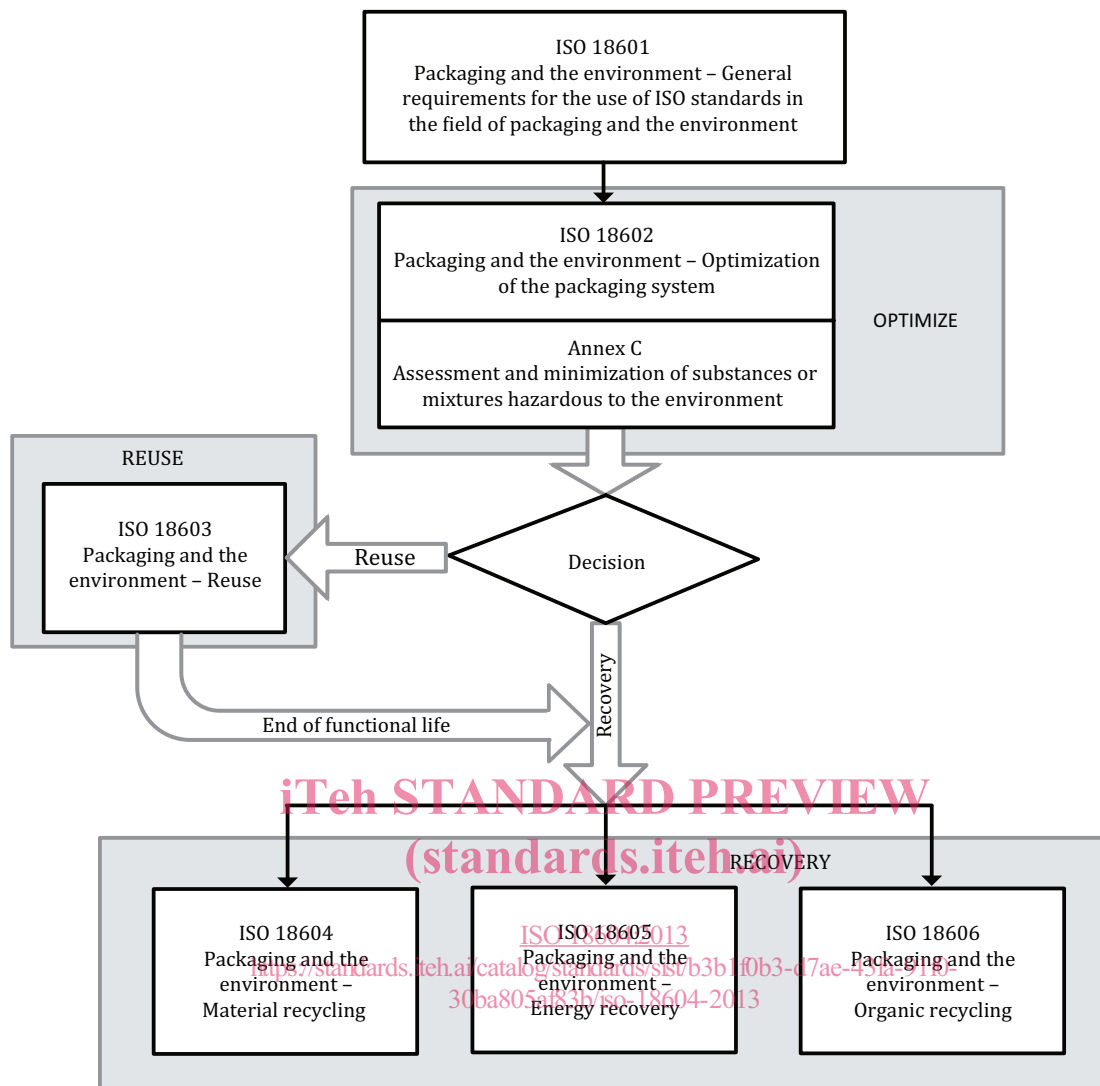 ISO 18601
Packaging and the environment – General
requirements for the use of ISO standards in
the field of packaging and the environment
ISO 18602
Packaging and the environment – Optimization
of the packaging system
OPTIMIZE
Annex C
Assessment and minimization of substances or
mixtures hazardous to the environment
REUSE
ISO 18603
Packaging and the
environment – Reuse
Reuse
Decision
Recovery
End of functional life
iTeh STANDARD PREVIEW
(standards.iteh.ai)
RECOVERY
ISO 18604
Packaging and the
environment –
Material recycling
ISO 18605
Packaging and the
environment –
Energy recovery
ISO 18606
Packaging and the
environment –
Organic recycling
ISO 18604:2013
30ba805af83b/iso-18604-2013